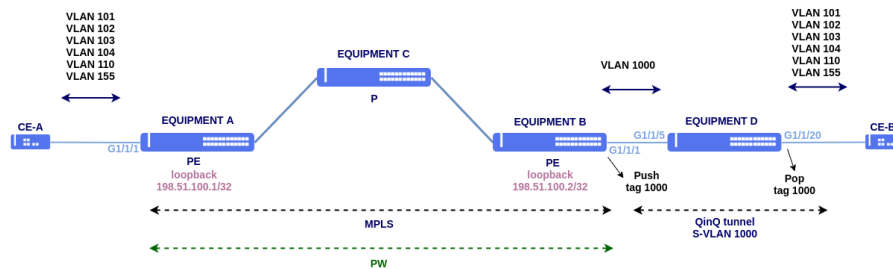 VLAN 101
VLAN 102
VLAN 103
VLAN 104
VLAN 110
VLAN 155
VLAN 101
VLAN 102
VLAN 103
VLAN 104
VLAN 110
VLAN 155
EQUIPMENT C
P
VLAN 1000
CE-A
G1/1/1
EQUIPMENT A
PE
loopback
198.51.100.1/32
EQUIPMENT B
PE
loopback
198.51.100.2/32
G1/1/1
G1/1/5
EQUIPMENT D
G1/1/20
CE-B
Push
tag 1000
Pop
tag 1000
MPLS
QinQ tunnel
S-VLAN 1000
PW